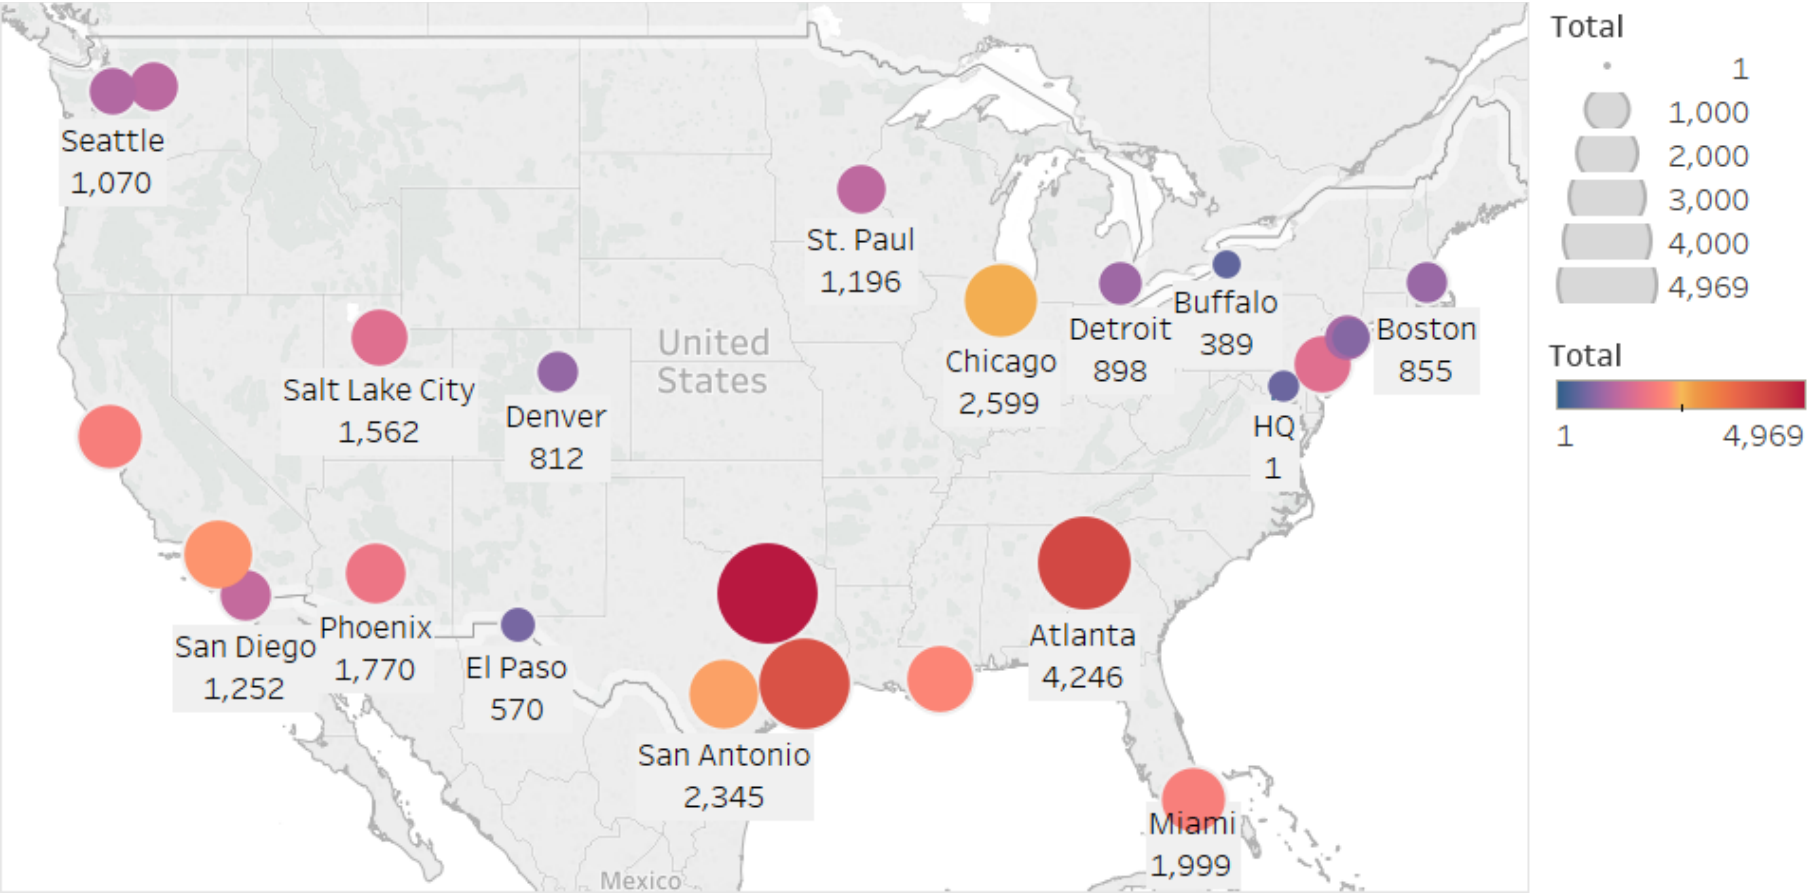 Seattle
1,070
St. Paul
1,196
Chicago
2,599
Detroit
898
Buffalo
389
Boston
855
HQ
1
Salt Lake City
1,562
Denver
812
United
States
San Diego
1,252
Phoenix
1,770
El Paso
570
San Antonio
2,345
Atlanta
4,246
Miami
1,999
Mexico
Total
1
1,000
2,000
3,000
4,000
4,969
Total
1
4,969